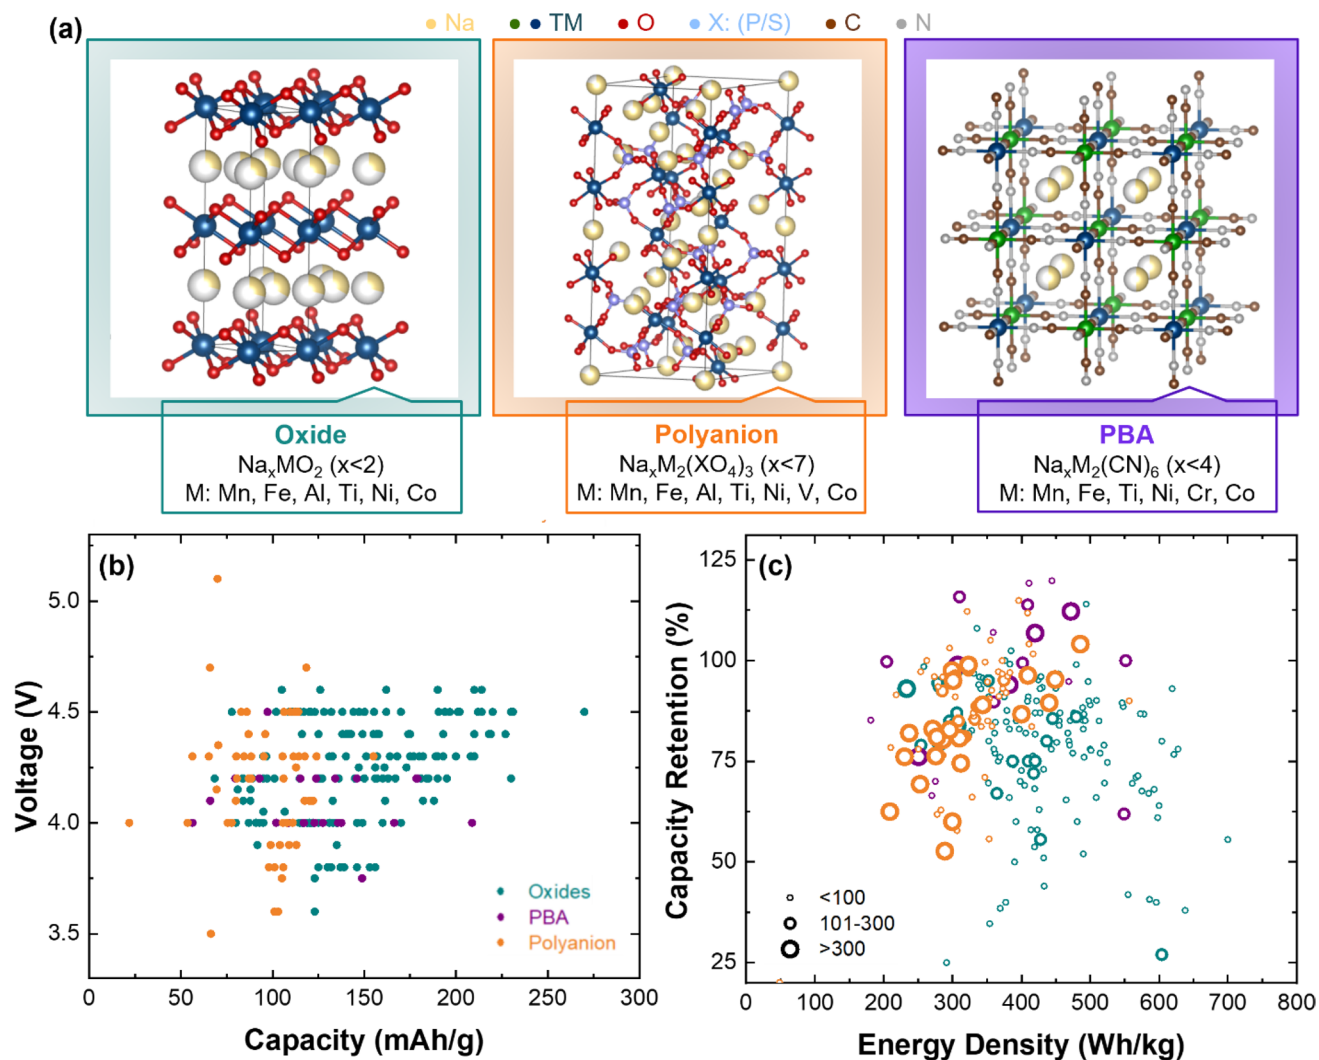 (a)
Na TM O X: (P/S) C N
Oxide
NaₓMO₂ (x<2)
M: Mn, Fe, Al, Ti, Ni, Co
Polyanion
NaₓM₂(XO₄)₃ (x<7)
M: Mn, Fe, Al, Ti, Ni, V, Co
PBA
NaₓM₂(CN)₆ (x<4)
M: Mn, Fe, Ti, Ni, Cr, Co
(b)
Voltage (V)
5.0
4.5
4.0
3.5
Oxides
PBA
Polyanion
0 50 100 150 200 250 300
Capacity (mAh/g)
(c)
Capacity Retention (%)
125
100
75
50
25
<100
101-300
>300
0 100 200 300 400 500 600 700 800
Energy Density (Wh/kg)